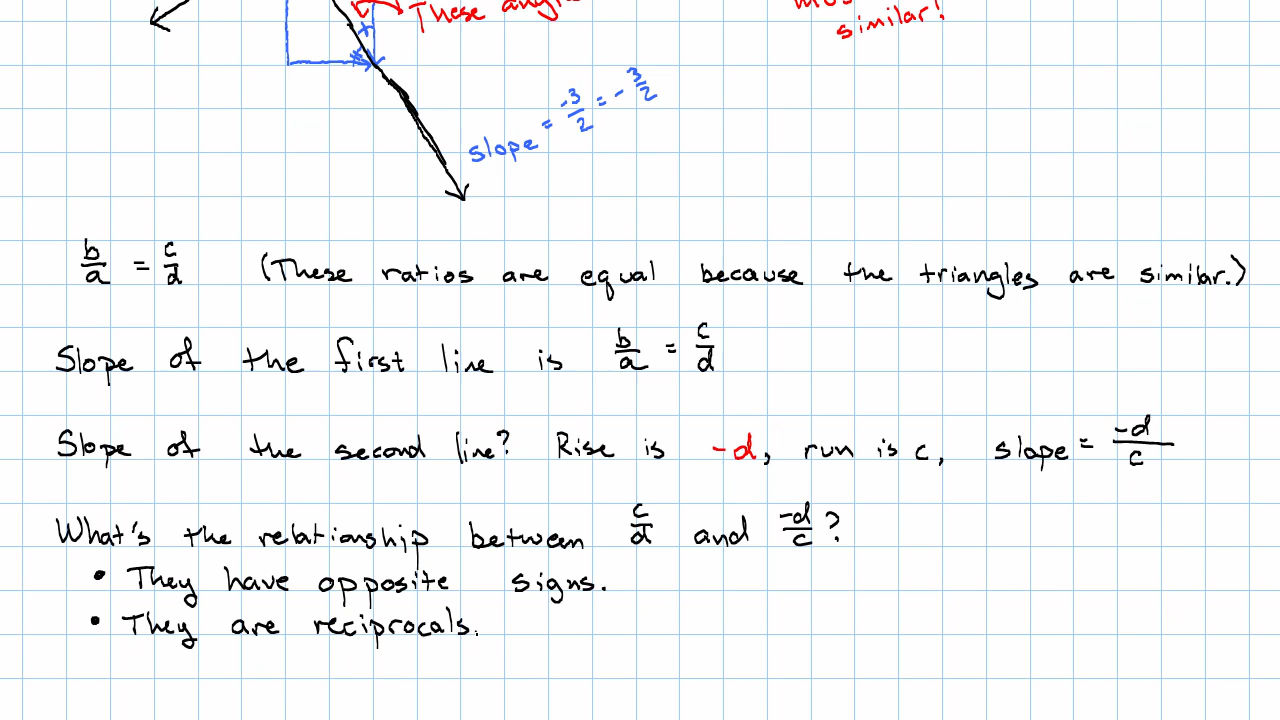 These
similar!
x
slope = -3/2 = - 3/2
b/a = c/d (These ratios are equal because the triangles are similar.)
Slope of the first line is b/a = c/d
Slope of the second line? Rise is -d, run is c, slope = -d/c
What's the relationship between c/d and -d/c?
• They have opposite signs.
• They are reciprocals.